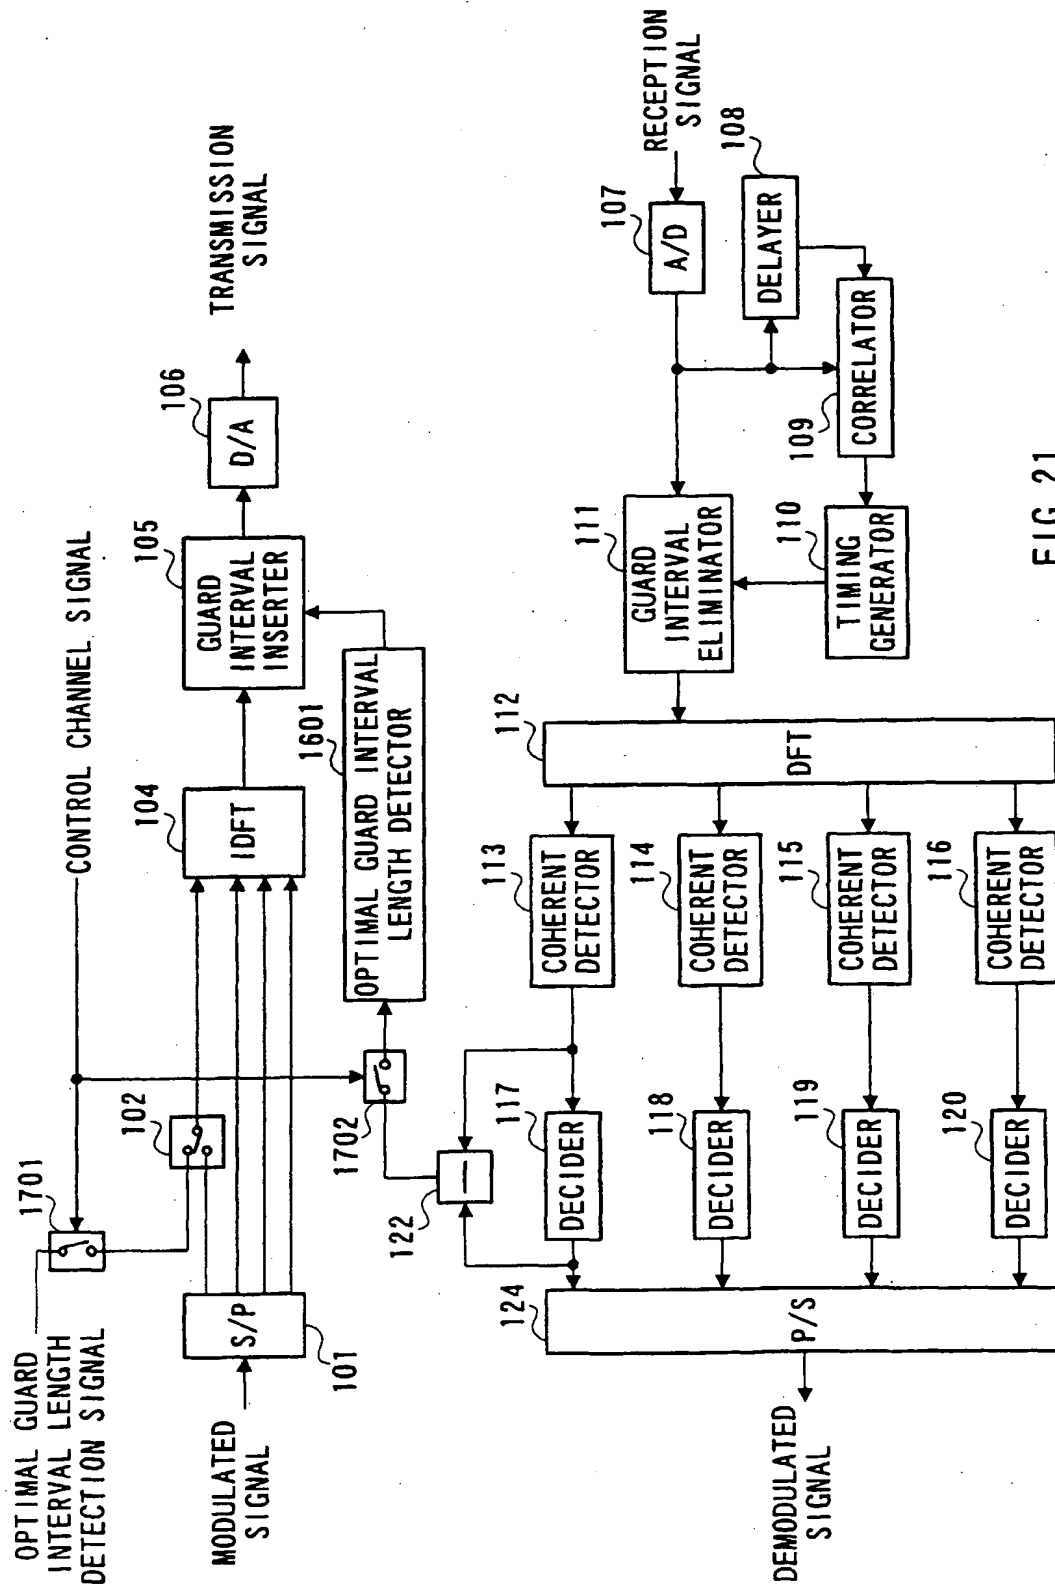 OPTIMAL GUARD
INTERVAL LENGTH
DETECTION SIGNAL
1701
CONTROL CHANNEL SIGNAL
MODULATED
SIGNAL
S/P
101
102
IDFT
104
GUARD
INTERVAL
INSERTER
105
D/A
106
TRANSMISSION
SIGNAL
1702
OPTIMAL GUARD INTERVAL
LENGTH DETECTOR
1601
RECEPTION
SIGNAL
A/D
107
DELAYER
108
CORRELATOR
109
TIMING
GENERATOR
110
GUARD
INTERVAL
ELIMINATOR
111
DFT
112
COHERENT
DETECTOR
113
COHERENT
DETECTOR
114
COHERENT
DETECTOR
115
COHERENT
DETECTOR
116
122
DECIDER
117
DECIDER
118
DECIDER
119
DECIDER
120
P/S
124
DEMODULATED
SIGNAL
FIG. 21